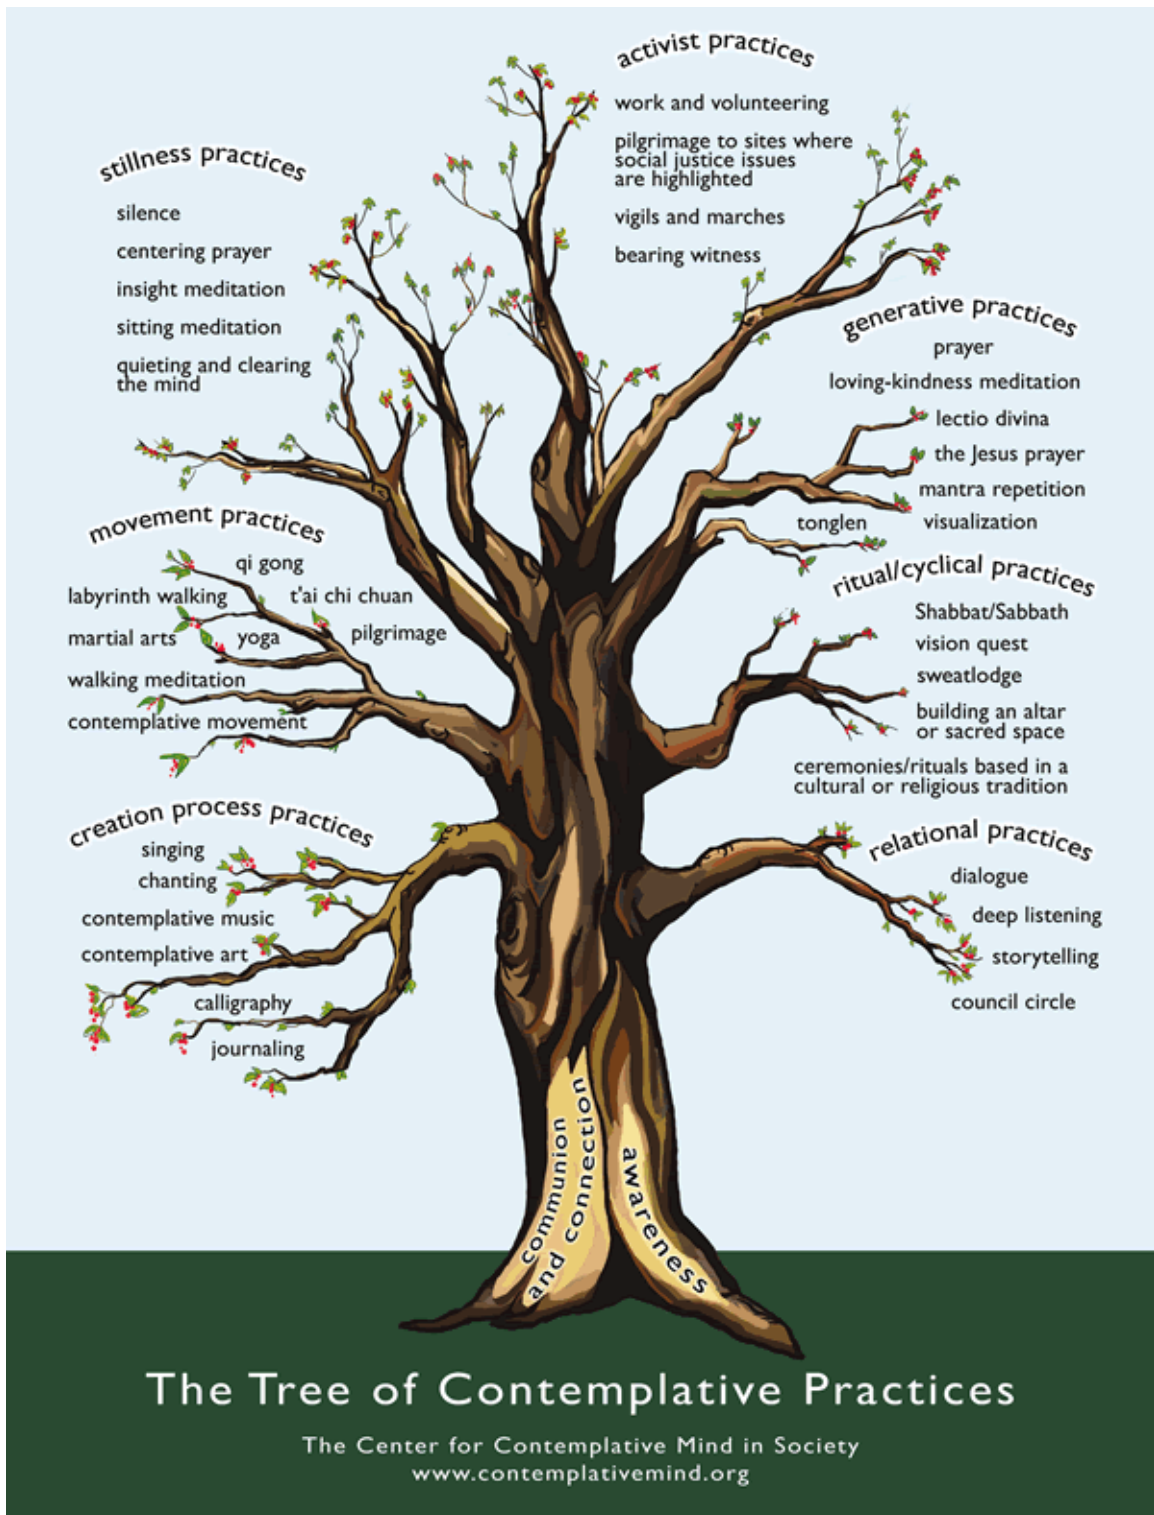 activist practices
work and volunteering
pilgrimage to sites where
social justice issues
are highlighted
vigils and marches
bearing witness
stillness practices
silence
centering prayer
insight meditation
sitting meditation
quieting and clearing
the mind
generative practices
prayer
loving-kindness meditation
lectio divina
the Jesus prayer
mantra repetition
tonglen
visualization
movement practices
qi gong
labyrinth walking
t'ai chi chuan
martial arts
yoga
pilgrimage
walking meditation
contemplative movement
ritual/cyclical practices
Shabbat/Sabbath
vision quest
sweatlodge
building an altar
or sacred space
ceremonies/rituals based in a
cultural or religious tradition
creation process practices
singing
chanting
contemplative music
contemplative art
calligraphy
journaling
relational practices
dialogue
deep listening
storytelling
council circle
communion
and connection
awareness
The Tree of Contemplative Practices
The Center for Contemplative Mind in Society
www.contemplativemind.org